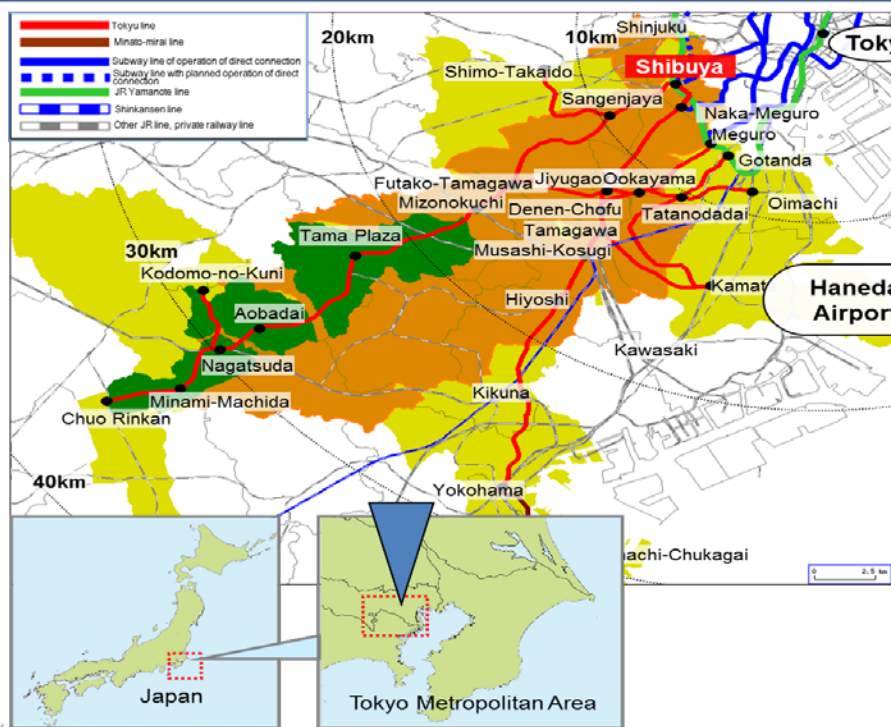 Tokyu line
Minato-mirai line
Subway line of operation of direct connection
Subway line with planned operation of direct
connection
JR Yamanote line
Shinkansen line
Other JR line, private railway line
20km
10km
Shinjuku
Toky
Shimo-Takaido
Shibuya
Sangenjaya
Naka-Meguro
Meguro
Gotanda
Futako-Tamagawa
Jiyugao
Ookayama
Mizonokuchi
Denen-Chofu
Tatanodadai
Oimachi
Tamagawa
Tama Plaza
Musashi-Kosugi
30km
Kodomo-no-Kuni
Hiyoshi
Kamat
Haneda
Airport
Aobadai
Kawasaki
Nagatsuda
Minami-Machida
Kikuna
Chuo Rinkan
40km
Yokohama
achi-Chukagai
0 2.5 km
Japan
Tokyo Metropolitan Area